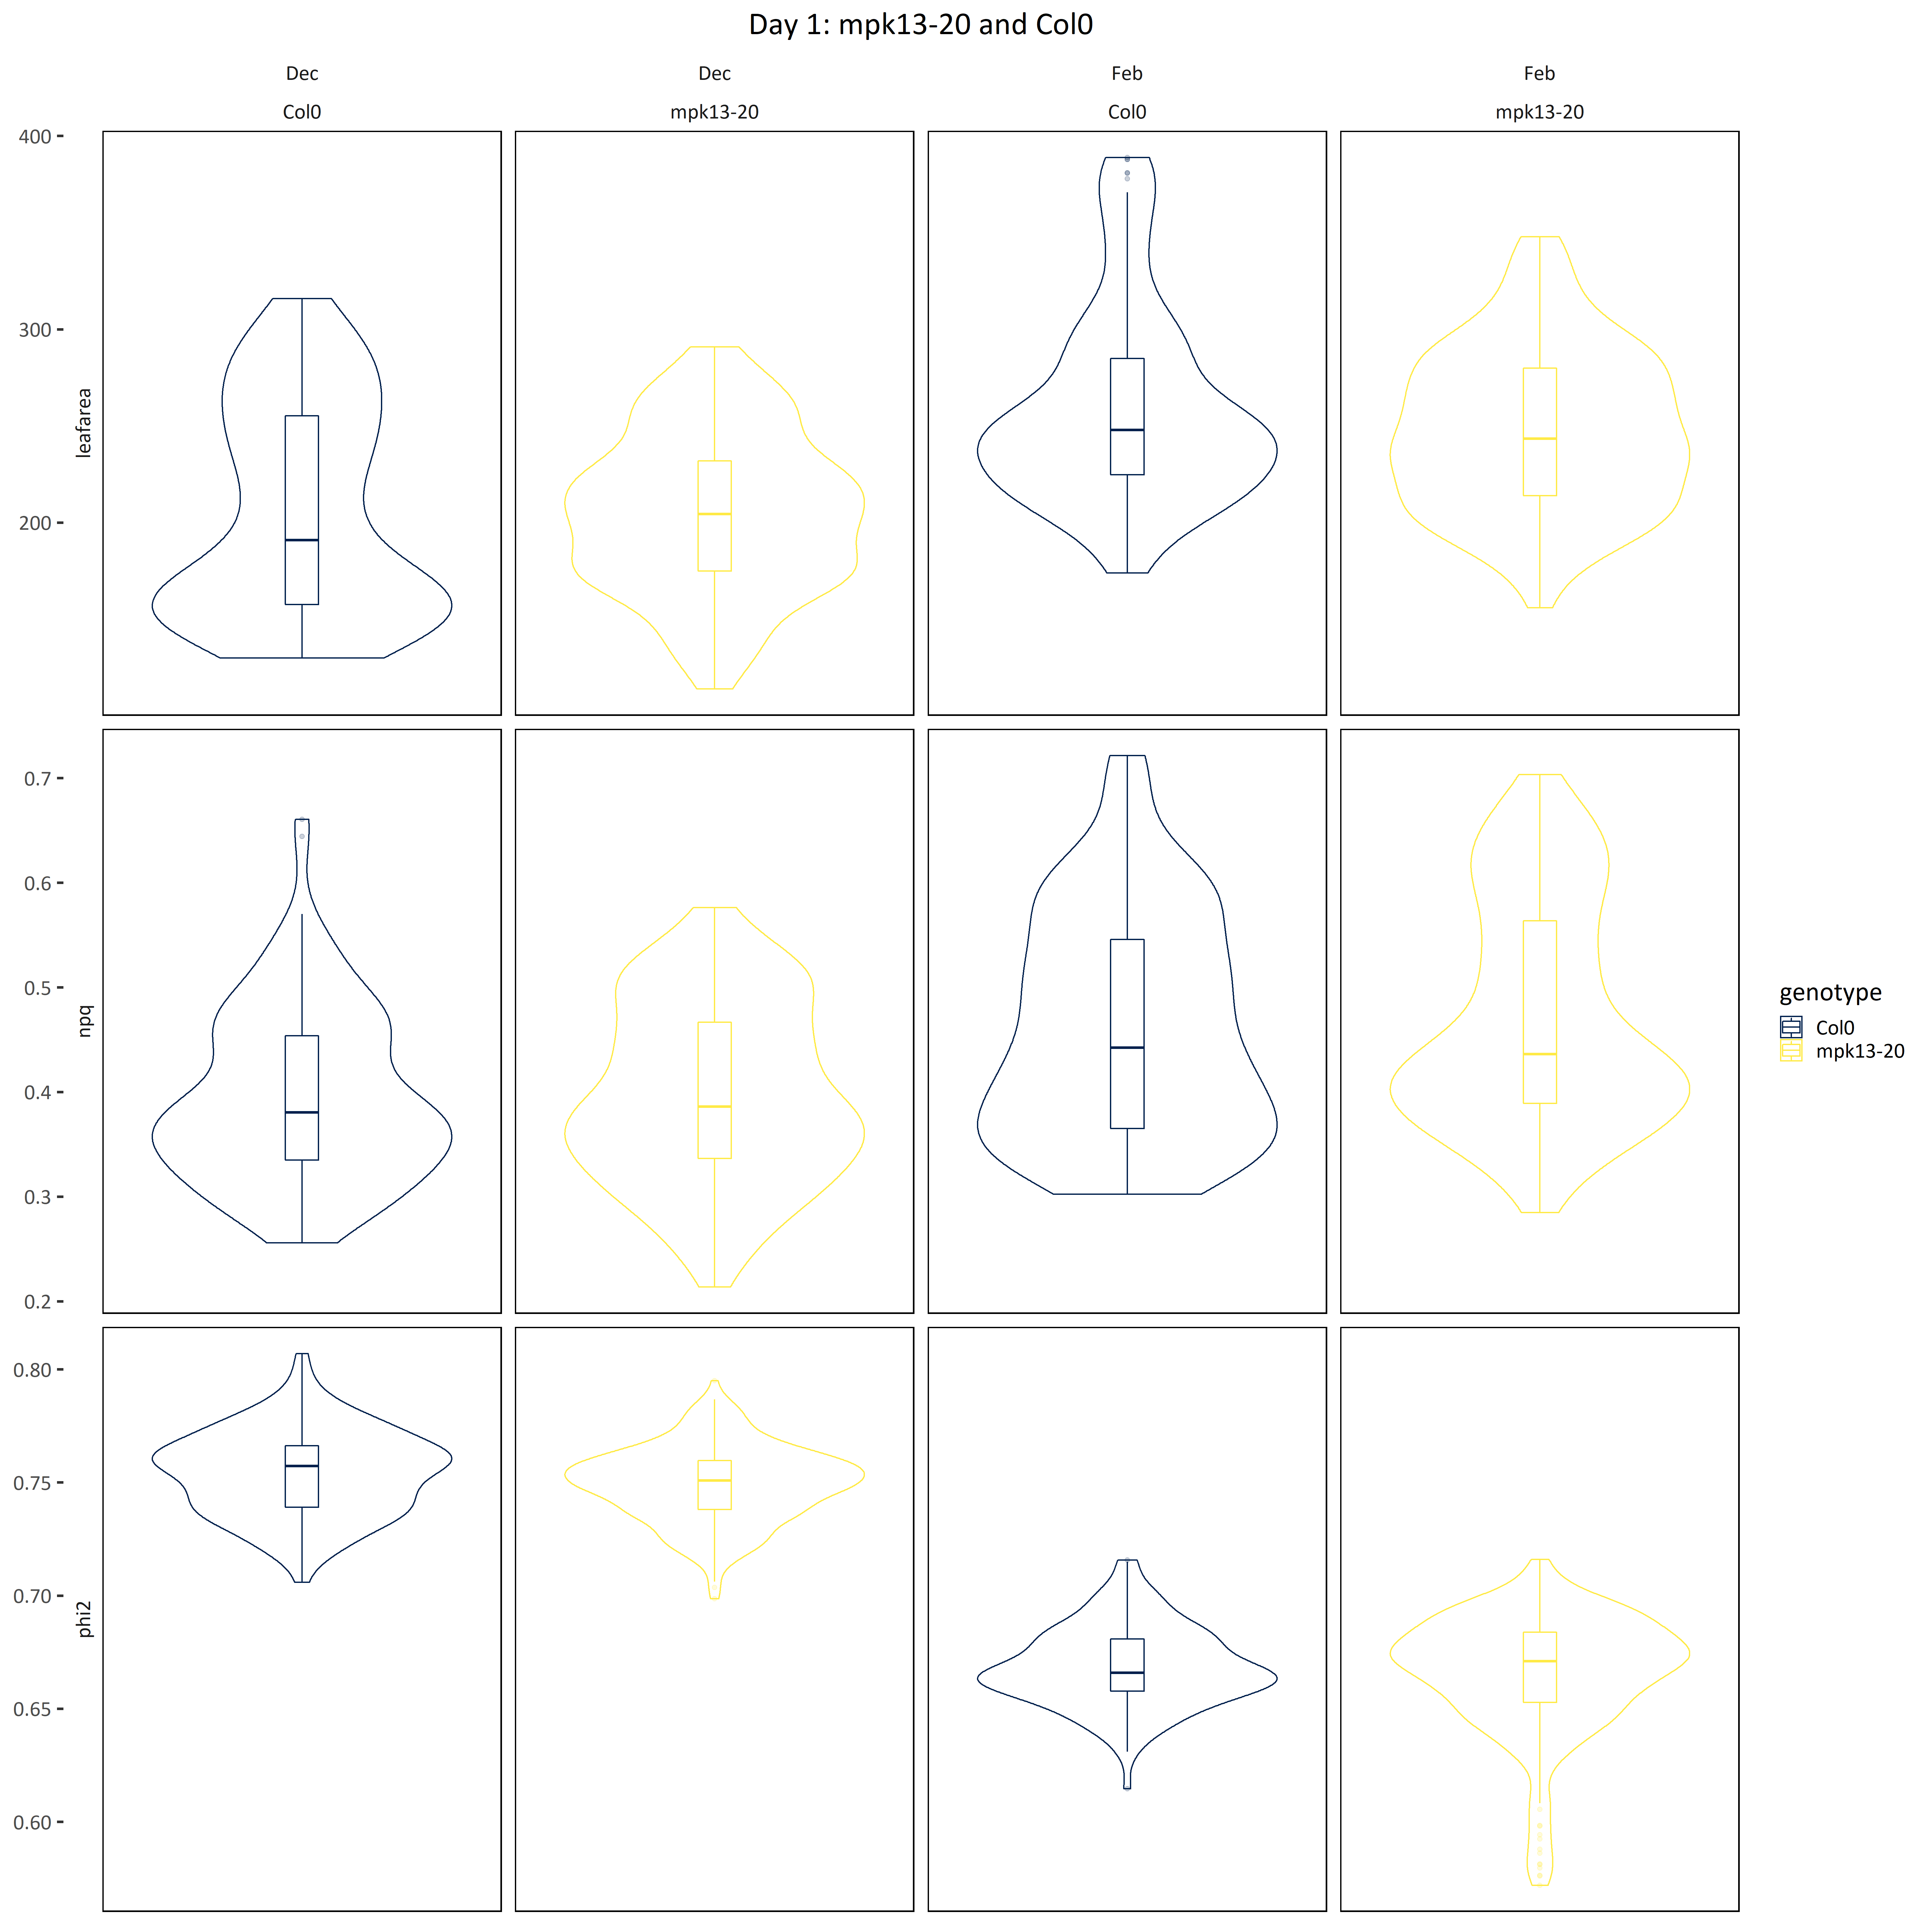 Day 1: mpk13-20 and Col0
Dec Dec Feb Feb
Col0 mpk13-20 Col0 mpk13-20
400
300
leafarea
200
0.7
0.6
0.5
npq
0.4
0.3
0.2
genotype
Col0
mpk13-20
0.80
0.75
0.70
phi2
0.65
0.60